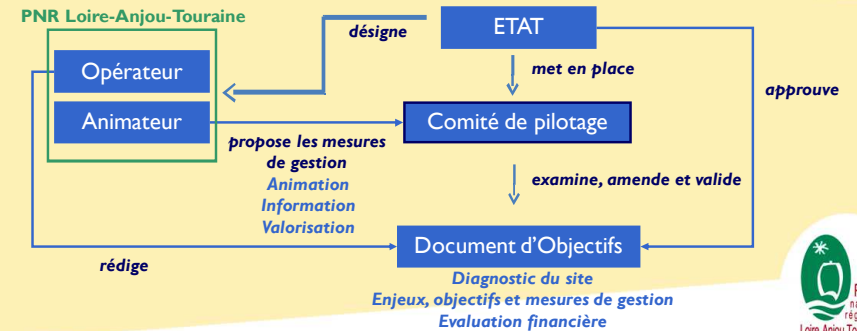 PNR Loire-Anjou-Touraine
désigne
ETAT
Opérateur
met en place
approuve
Animateur
Comité de pilotage
propose les mesures
de gestion
Animation
Information
Valorisation
examine, amende et valide
Document d'Objectifs
rédige
Diagnostic du site
Enjeux, objectifs et mesures de gestion
Evaluation financière